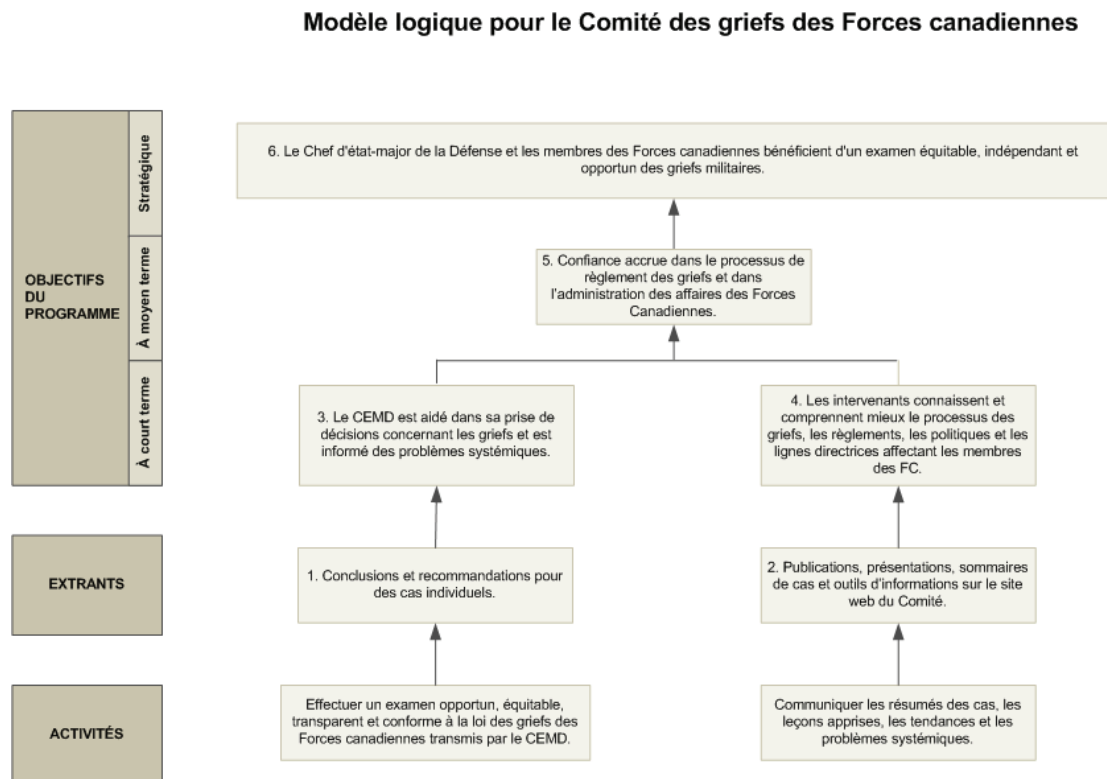 Modèle logique pour le Comité des griefs des Forces canadiennes
OBJECTIFS
DU
PROGRAMME
Stratégique
À moyen terme
À court terme
6. Le Chef d'état-major de la Défense et les membres des Forces canadiennes bénéficient d'un examen équitable, indépendant et
opportun des griefs militaires.
5. Confiance accrue dans le processus de
règlement des griefs et dans
l'administration des affaires des Forces
Canadiennes.
3. Le CEMD est aidé dans sa prise de
décisions concernant les griefs et est
informé des problèmes systémiques.
4. Les intervenants connaissent et
comprennent mieux le processus des
griefs, les règlements, les politiques et les
lignes directrices affectant les membres
des FC.
EXTRANTS
1. Conclusions et recommandations pour
des cas individuels.
2. Publications, présentations, sommaires
de cas et outils d'informations sur le site
web du Comité.
ACTIVITÉS
Effectuer un examen opportun, équitable,
transparent et conforme à la loi des griefs des
Forces canadiennes transmis par le CEMD.
Communiquer les résumés des cas, les
leçons apprises, les tendances et les
problèmes systémiques.